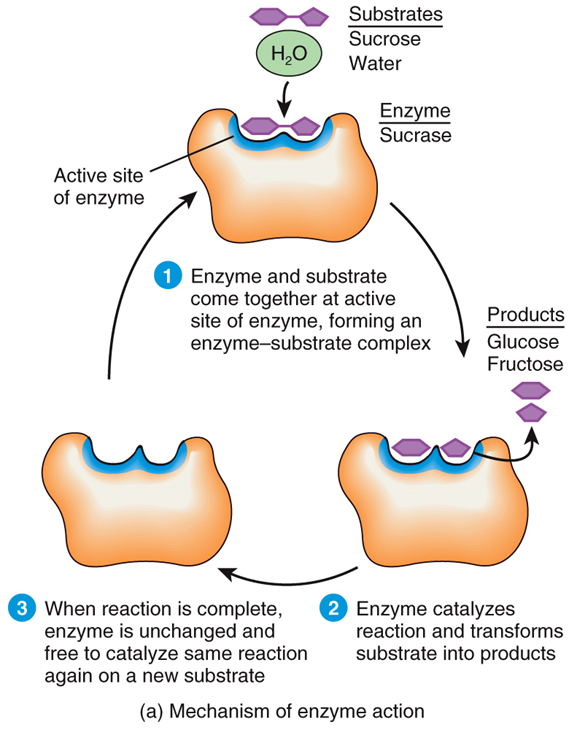 Substrates
Sucrose
Water
H₂O
Enzyme
Sucrase
Active site
of enzyme
1 Enzyme and substrate
come together at active
site of enzyme, forming an
enzyme–substrate complex
Products
Glucose
Fructose
2 Enzyme catalyzes
reaction and transforms
substrate into products
3 When reaction is complete,
enzyme is unchanged and
free to catalyze same reaction
again on a new substrate
(a) Mechanism of enzyme action